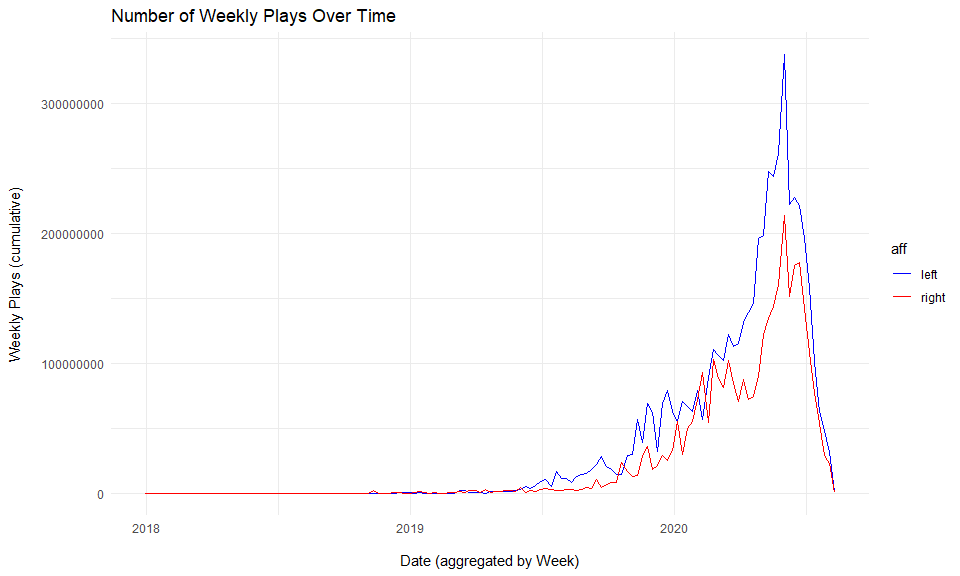 Number of Weekly Plays Over Time
Weekly Plays (cumulative)
300000000
200000000
100000000
0
2018
2019
2020
Date (aggregated by Week)
aff
left
right